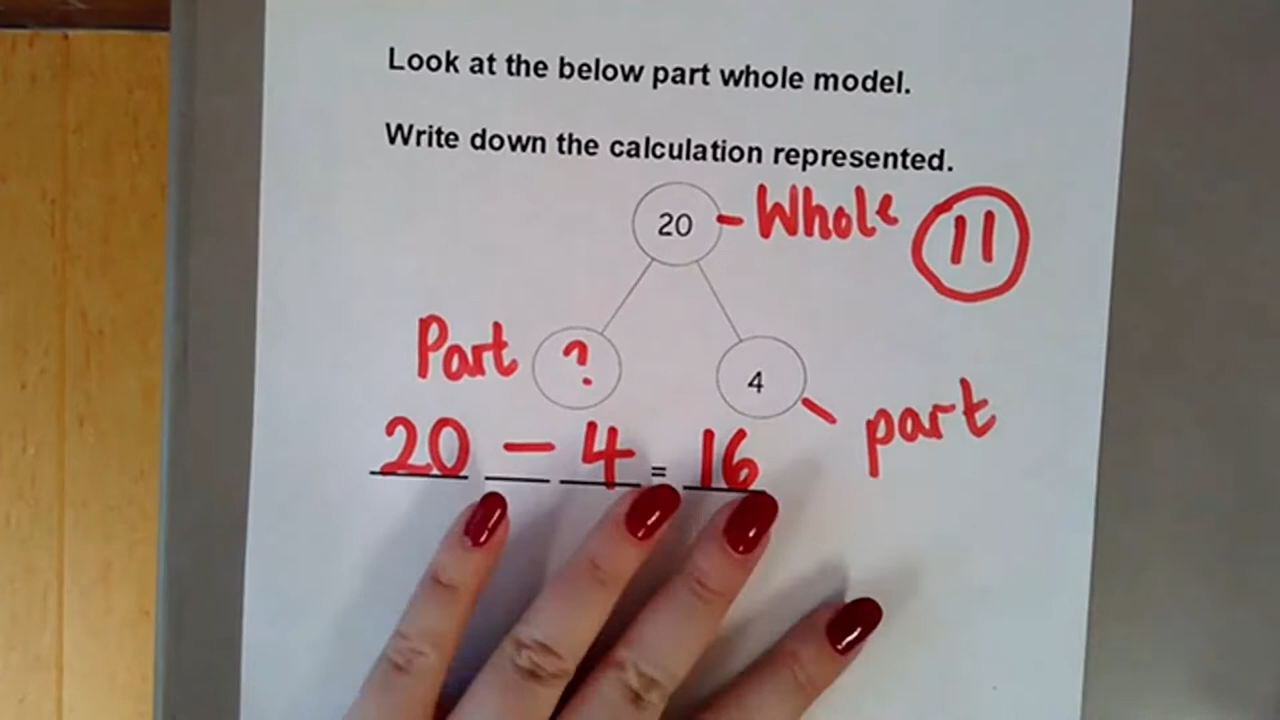 Look at the below part whole model.
Write down the calculation represented.
20 - Whole 11
Part ? 4 part
20 - 4 = 16